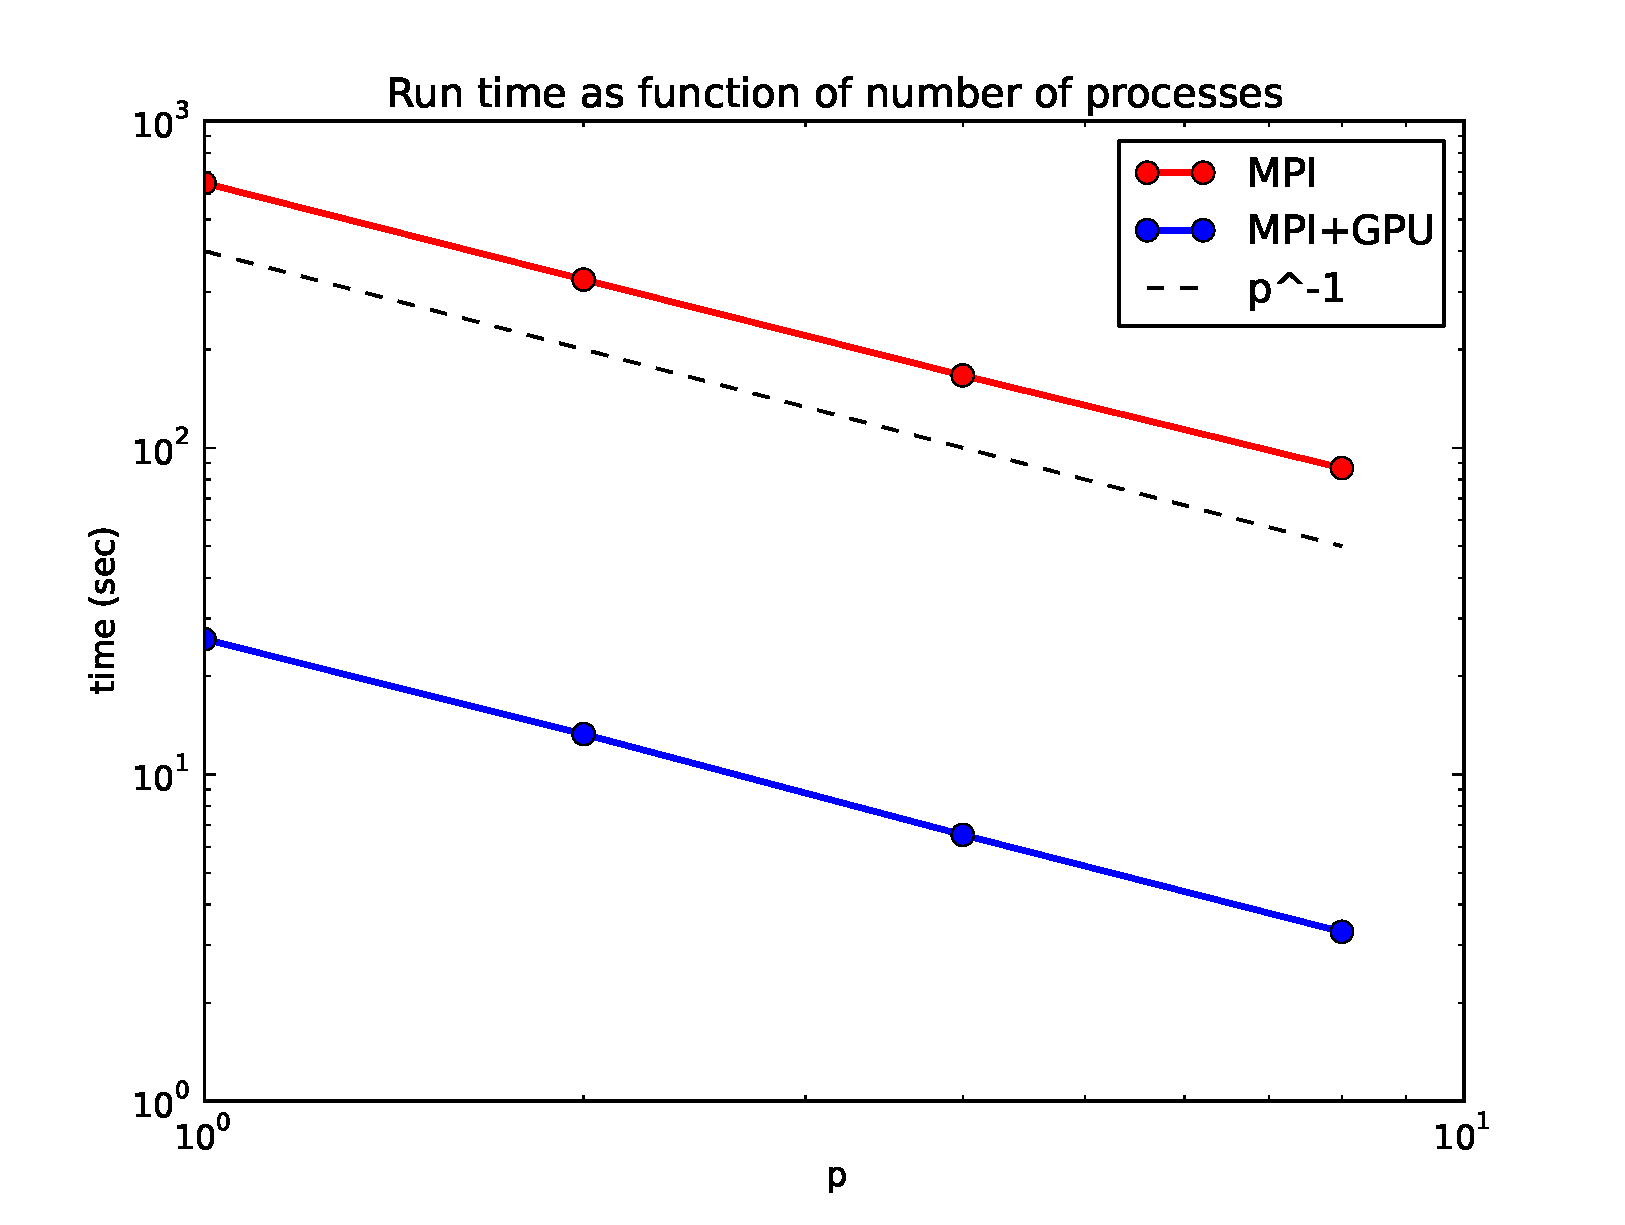 Run time as function of number of processes
MPI
MPI+GPU
p^-1
10^3
10^2
10^1
10^0
time (sec)
10^0
10^1
p